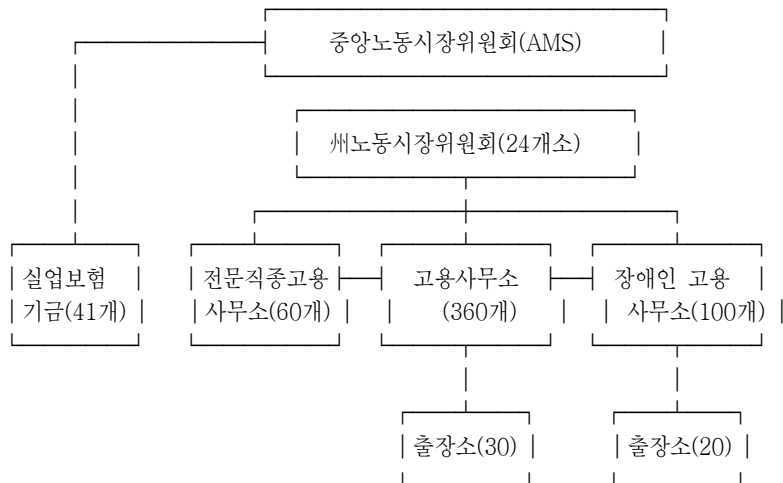 중앙노동시장위원회(AMS)
州노동시장위원회(24개소)
실업보험
기금(41개)
전문직종고용
사무소(60개)
고용사무소
(360개)
장애인 고용
사무소(100개)
출장소(30)
출장소(20)